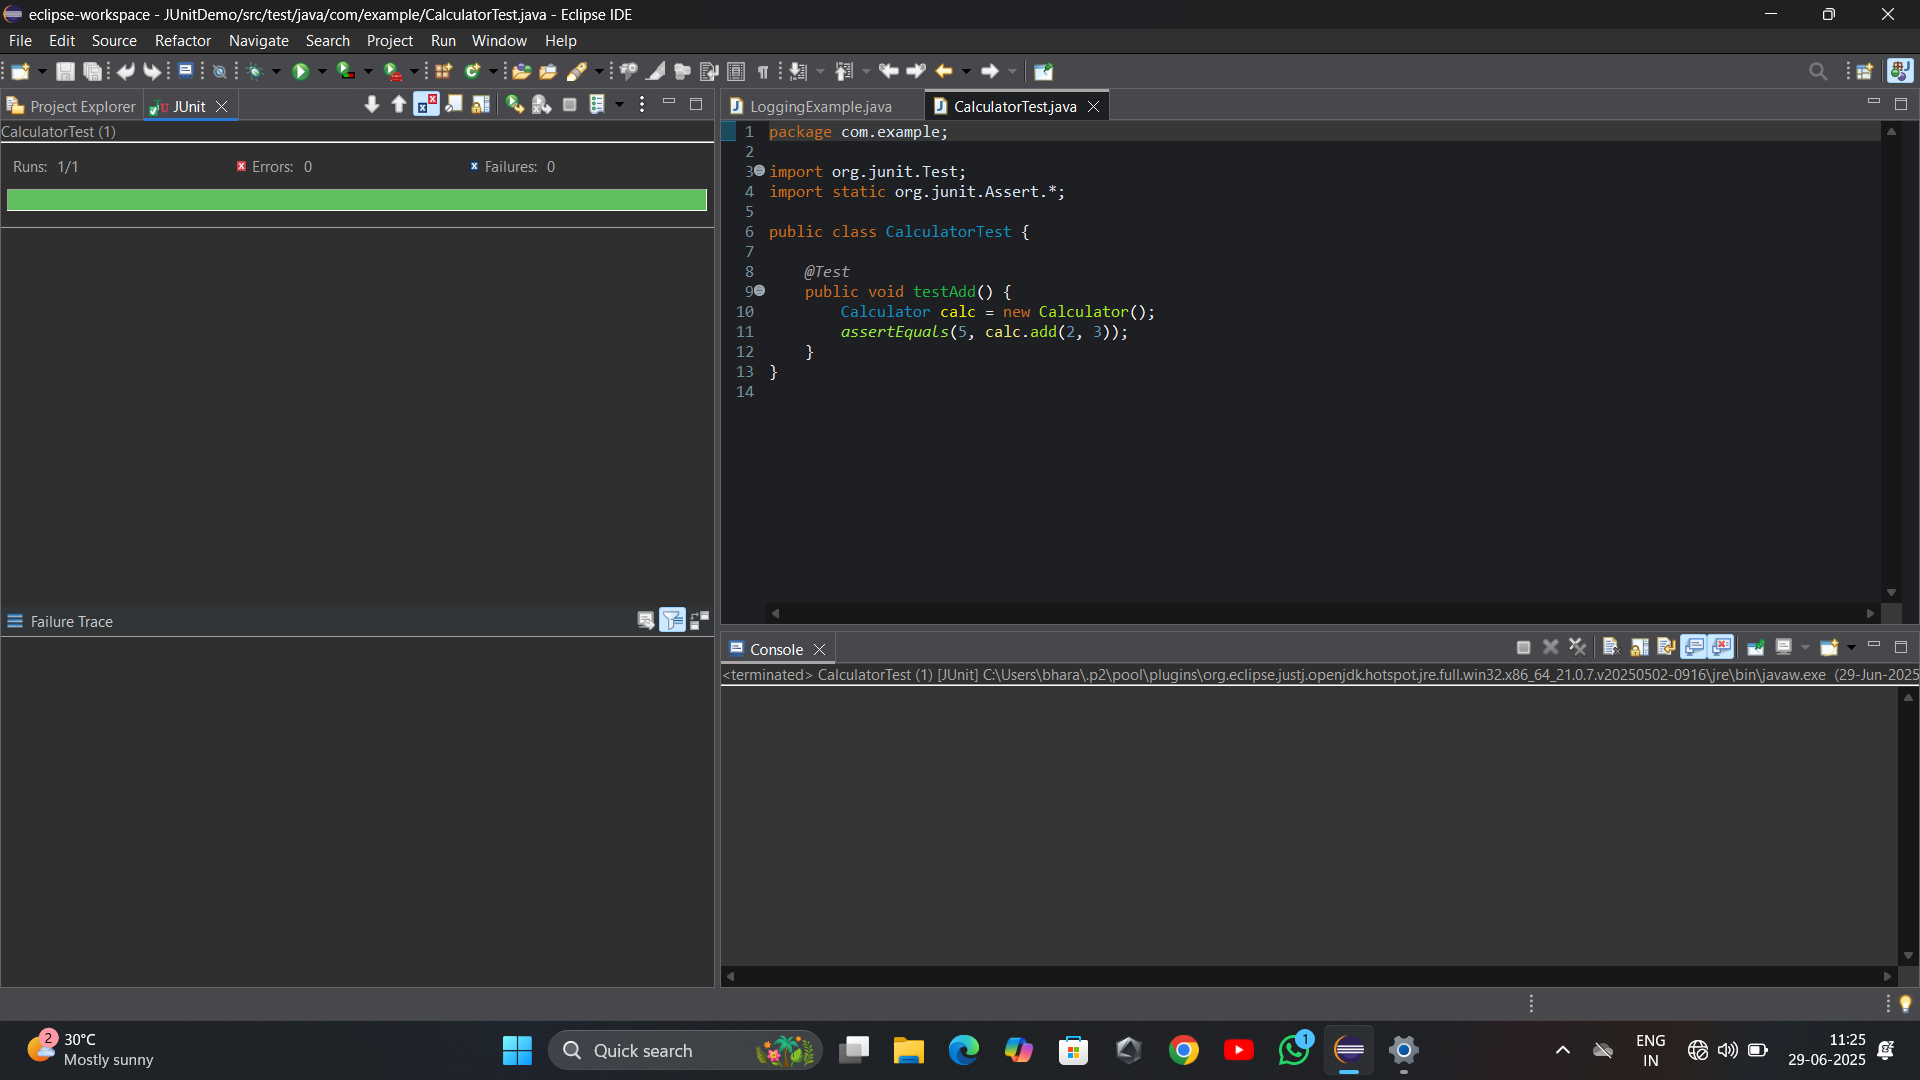 eclipse-workspace - JUnitDemo/src/test/java/com/example/CalculatorTest.java - Eclipse IDE
File Edit Source Refactor Navigate Search Project Run Window Help
Project Explorer
JUnit
CalculatorTest (1)
Runs: 1/1
Errors: 0
Failures: 0
Failure Trace
LoggingExample.java
CalculatorTest.java
1 package com.example;
2
3 import org.junit.Test;
4 import static org.junit.Assert.*;
5
6 public class CalculatorTest {
7
8 @Test
9 public void testAdd() {
10 Calculator calc = new Calculator();
11 assertEquals(5, calc.add(2, 3));
12 }
13 }
14
Console
<terminated> CalculatorTest (1) [JUnit] C:\Users\bhara\.p2\pool\plugins\org.eclipse.justj.openjdk.hotspot.jre.full.win32.x86_64_21.0.7.v20250502-0916\jre\bin\javaw.exe (29-Jun-2025
2
30°C
Mostly sunny
Quick search
1
ENG
IN
11:25
29-06-2025